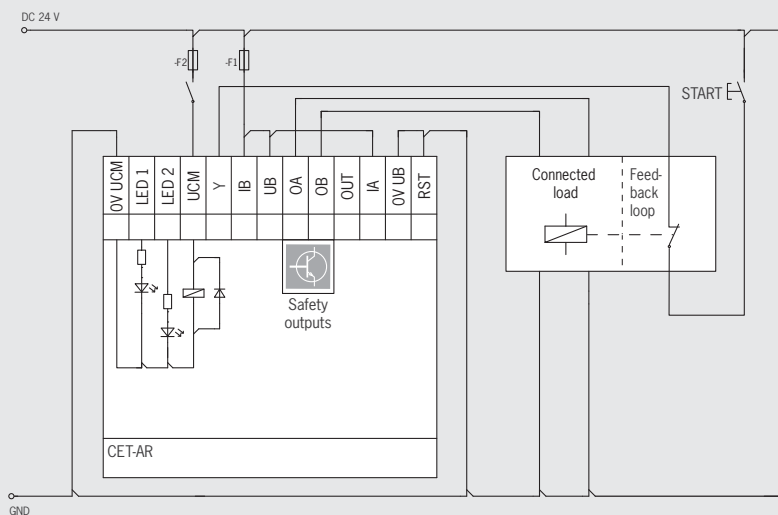 DC 24 V
-F2
-F1
START
0V UCM
LED 1
LED 2
UCM
Y
IB
UB
OA
OB
OUT
IA
0V UB
RST
Connected
load
Feed-
back
loop
Safety
outputs
CET-AR
GND